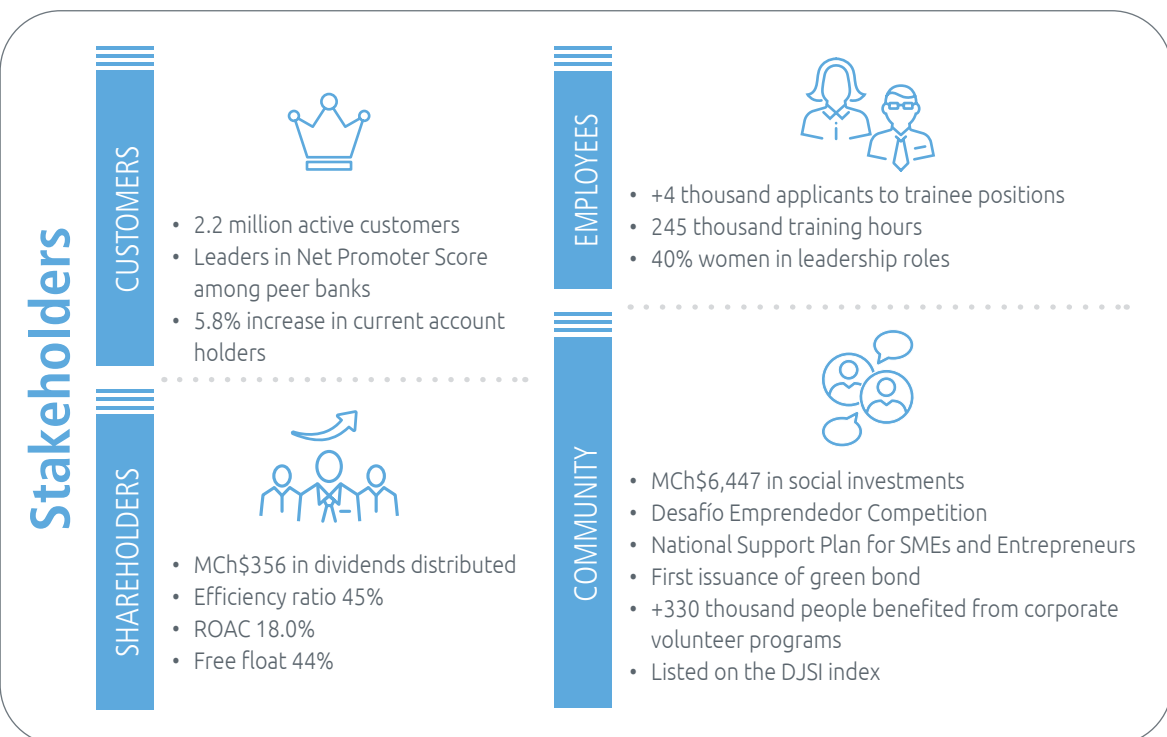 Stakeholders
CUSTOMERS
• 2.2 million active customers
• Leaders in Net Promoter Score
among peer banks
• 5.8% increase in current account
holders
SHAREHOLDERS
• MCh$356 in dividends distributed
• Efficiency ratio 45%
• ROAC 18.0%
• Free float 44%
EMPLOYEES
• +4 thousand applicants to trainee positions
• 245 thousand training hours
• 40% women in leadership roles
COMMUNITY
• MCh$6,447 in social investments
• Desafío Emprendedor Competition
• National Support Plan for SMEs and Entrepreneurs
• First issuance of green bond
• +330 thousand people benefited from corporate
volunteer programs
• Listed on the DJSI index